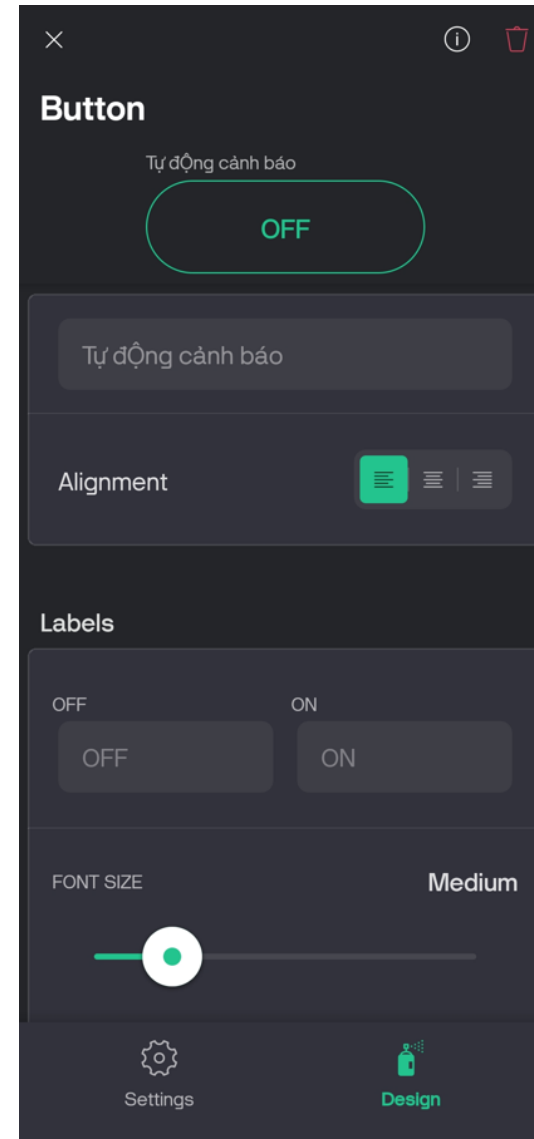 Button
Tự đỘng cảnh báo
OFF
Tự đỘng cảnh báo
Alignment
Labels
OFF ON
OFF ON
FONT SIZE Medium
Settings Design